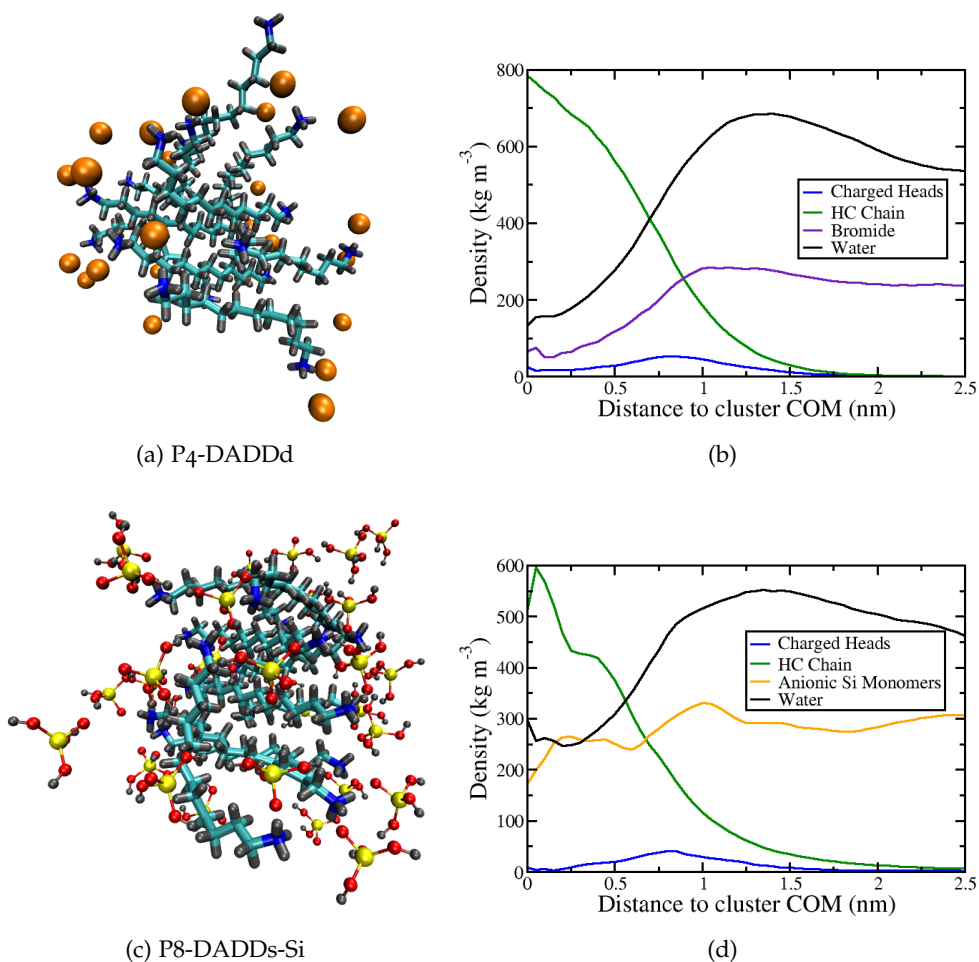 800
600
400
200
0
Density (kg m⁻³)
Charged Heads
HC Chain
Bromide
Water
0 0.5 1 1.5 2 2.5
Distance to cluster COM (nm)
(a) P4-DADDd
(b)
600
500
400
300
200
100
0
Density (kg m⁻³)
Charged Heads
HC Chain
Anionic Si Monomers
Water
0 0.5 1 1.5 2 2.5
Distance to cluster COM (nm)
(c) P8-DADDs-Si
(d)